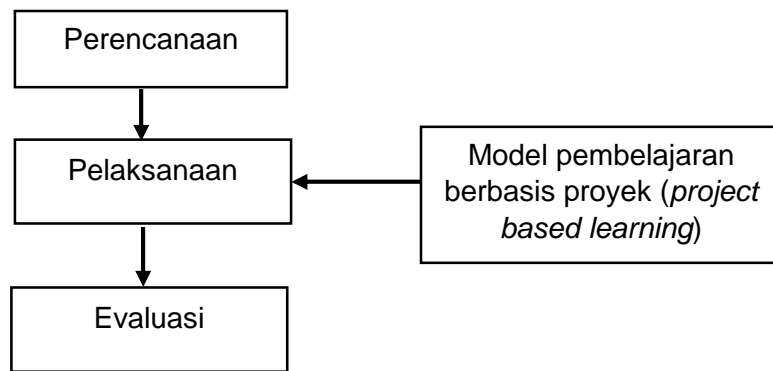 Perencanaan
Pelaksanaan
Model pembelajaran
berbasis proyek (project
based learning)
Evaluasi